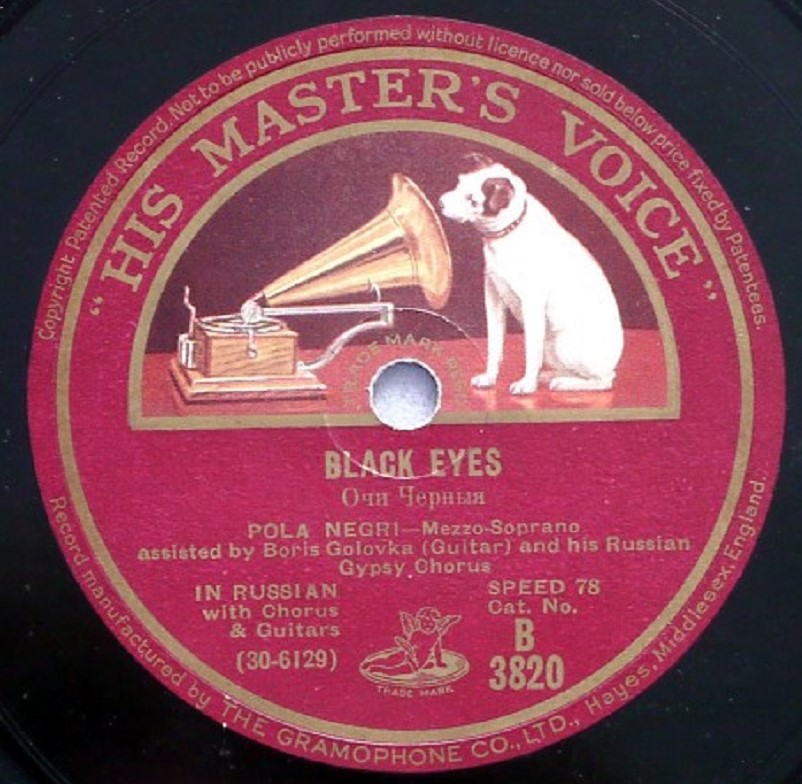 Copyright Patented Record. Not to be publicly performed without licence nor sold below price fixed by Patentees.
"HIS MASTER'S VOICE"
TRADE MARK
BLACK EYES
Очи Черныя
POLA NEGRI—Mezzo-Soprano
assisted by Boris Golovka (Guitar) and his Russian
Gypsy Chorus
IN RUSSIAN
with Chorus
& Guitars
(30-6129)
SPEED 78
Cat. No.
B
3820
TRADE MARK
Record manufactured by THE GRAMOPHONE CO., LTD., Hayes, Middlesex, England.